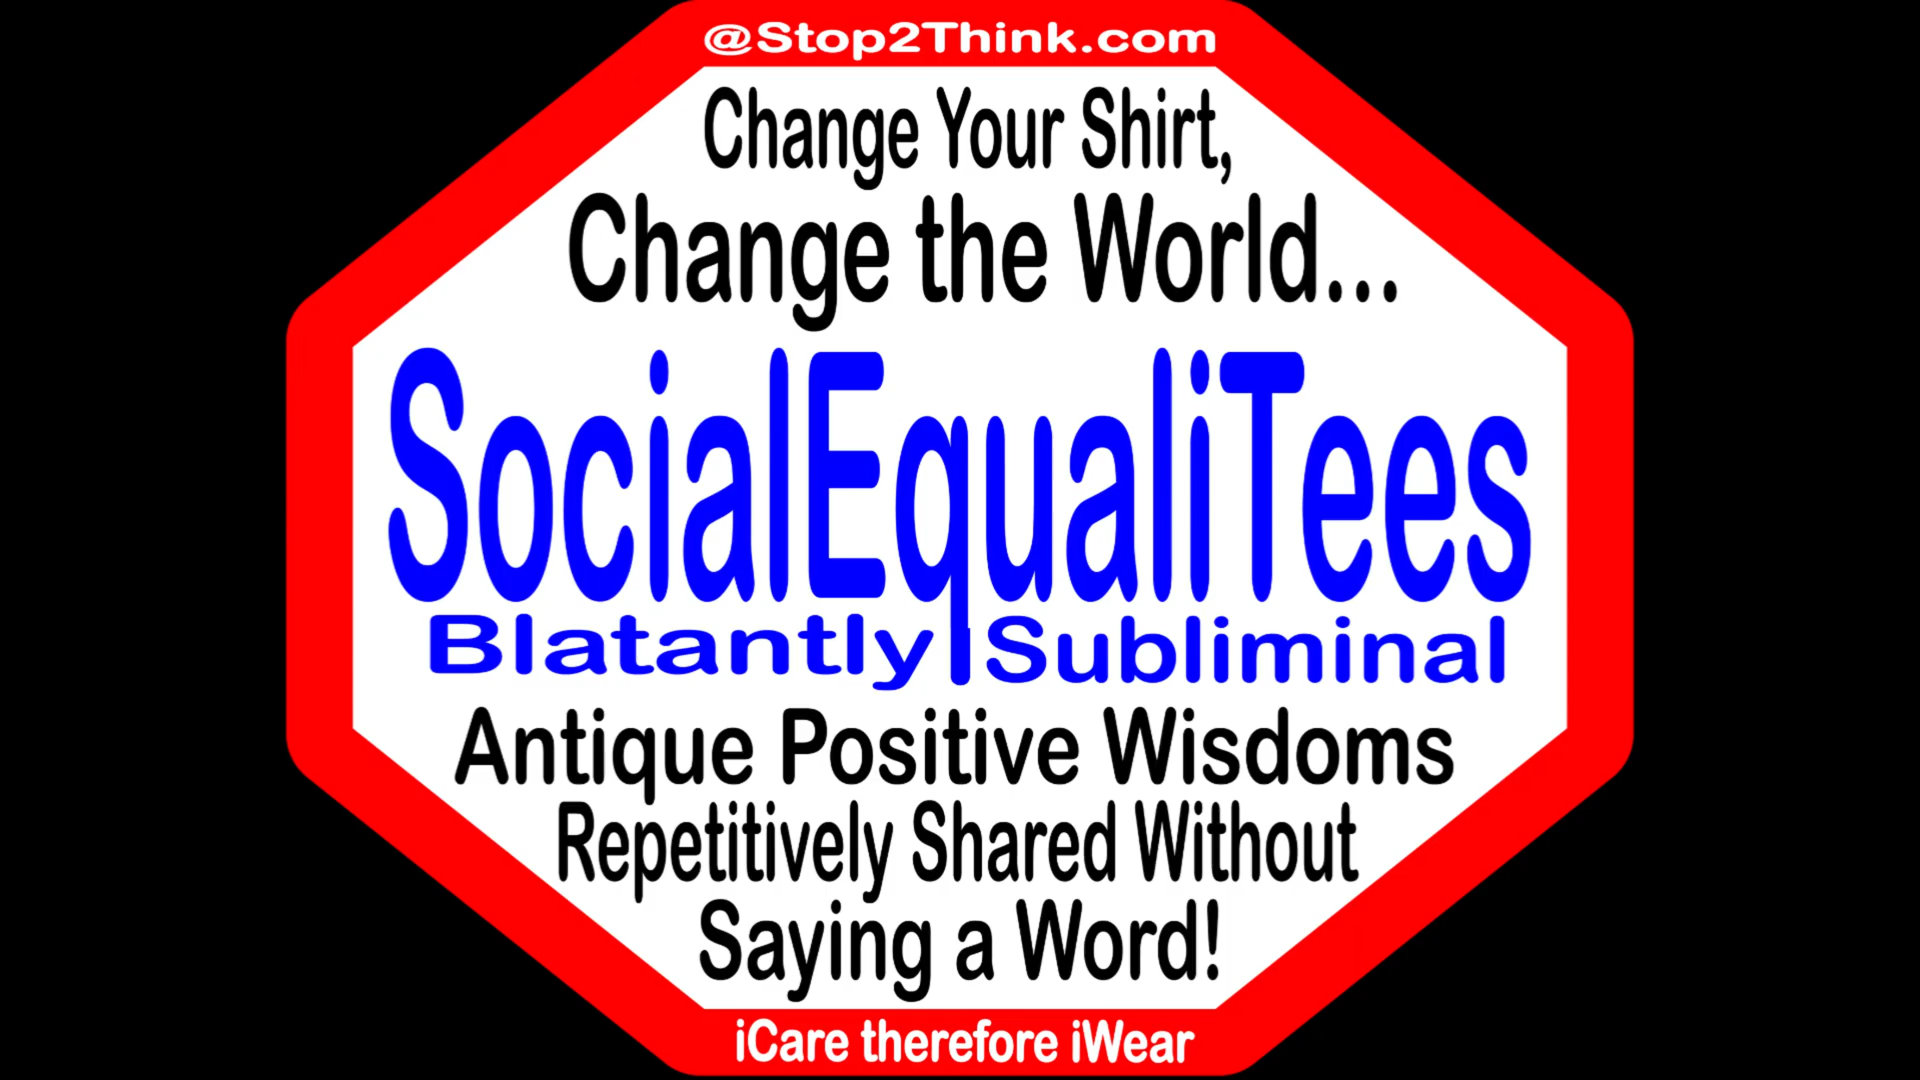 @Stop2Think.com
Change Your Shirt,
Change the World...
SocialEqualiTees
Blatantly Subliminal
Antique Positive Wisdoms
Repetitively Shared Without
Saying a Word!
iCare therefore iWear